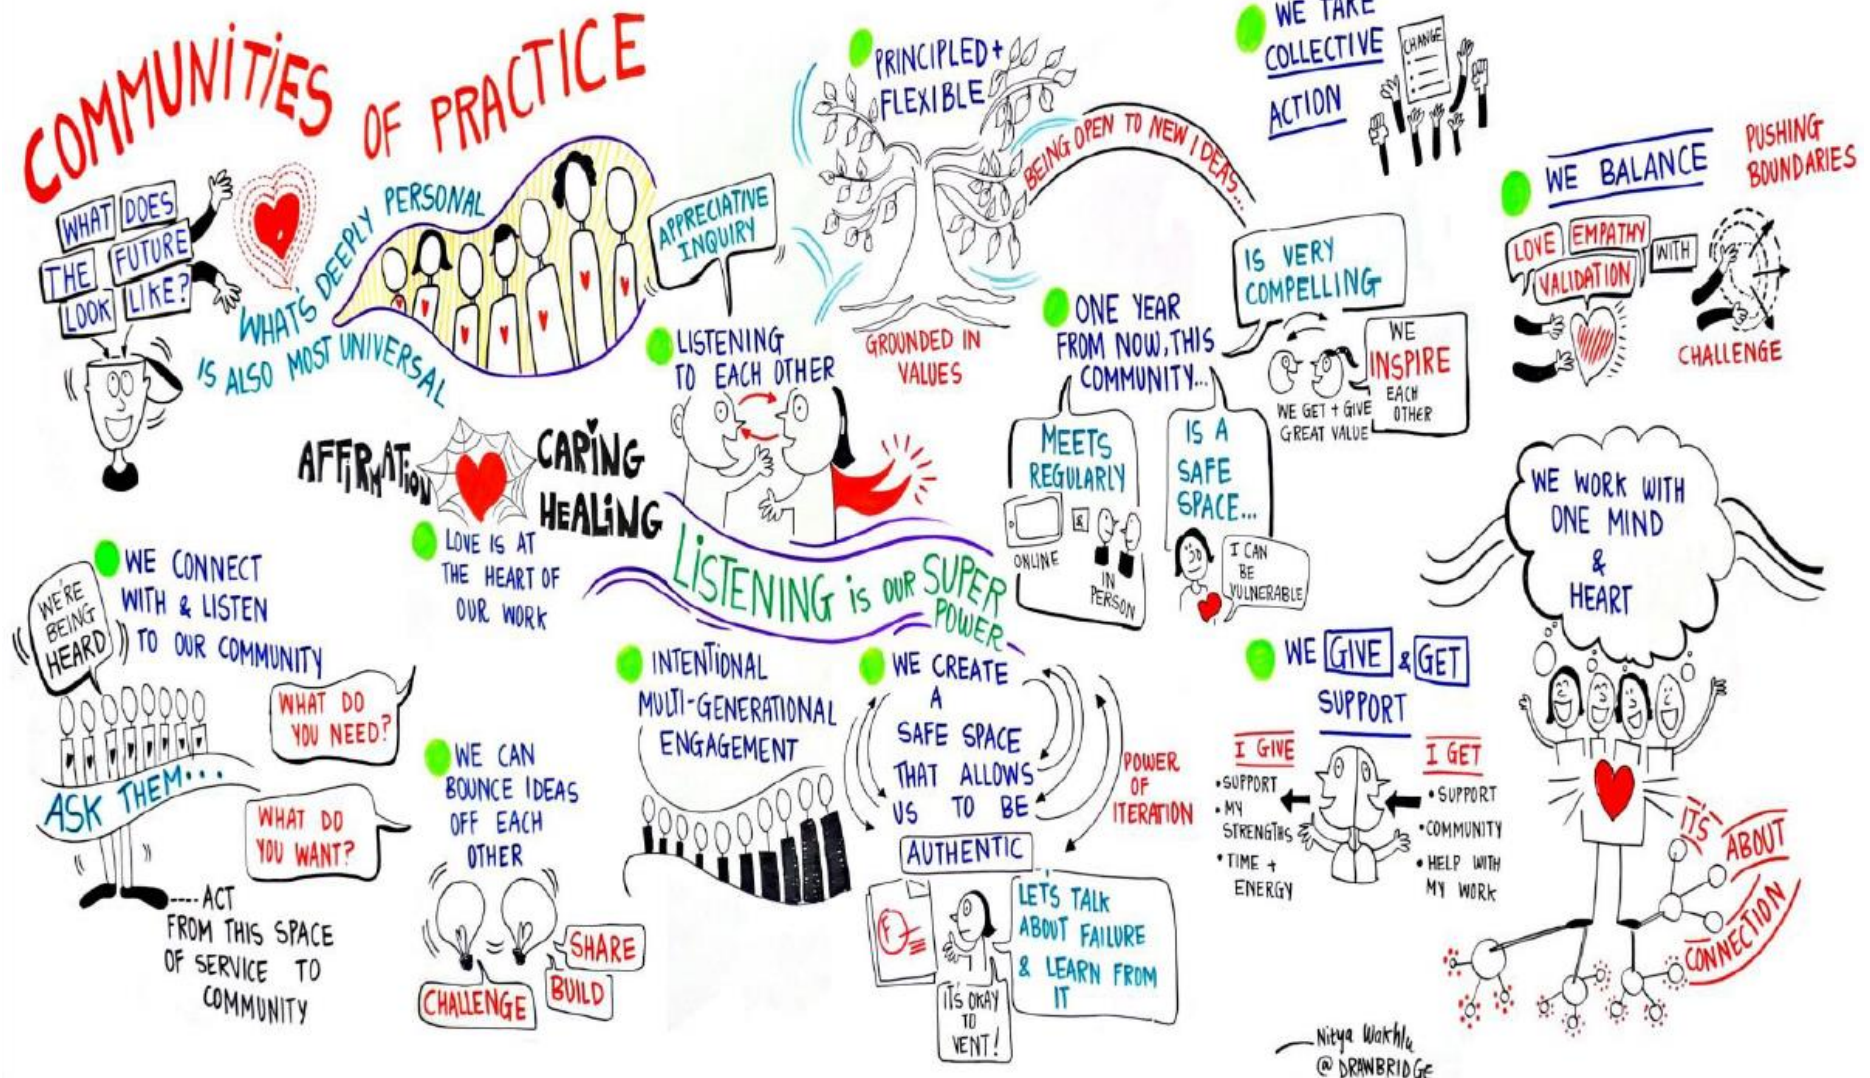 COMMUNITIES
OF PRACTICE
WHAT DOES
THE FUTURE
LOOK LIKE?
WHAT'S DEEPLY PERSONAL
IS ALSO MOST UNIVERSAL
APPRECIATIVE
INQUIRY
LISTENING
TO EACH OTHER
PRINCIPLED +
FLEXIBLE
GROUNDED IN
VALUES
BEING OPEN TO NEW IDEAS...
WE TAKE
COLLECTIVE
ACTION
CHANGE
WE BALANCE
PUSHING
BOUNDARIES
LOVE EMPATHY
VALIDATION
WITH
CHALLENGE
ONE YEAR
FROM NOW, THIS
COMMUNITY...
IS VERY
COMPELLING
WE
INSPIRE
EACH
OTHER
WE GET + GIVE
GREAT VALUE
MEETS
REGULARLY
ONLINE
&
IN
PERSON
IS A
SAFE
SPACE...
I CAN
BE
VULNERABLE
AFFIRMATION
CARING
HEALING
LOVE IS AT
THE HEART OF
OUR WORK
LISTENING is OUR SUPER
POWER
WE WORK WITH
ONE MIND
&
HEART
WE CONNECT
WITH & LISTEN
TO OUR COMMUNITY
WE'RE
BEING
HEARD
WHAT DO
YOU NEED?
ASK THEM...
WHAT DO
YOU WANT?
ACT
FROM THIS SPACE
OF SERVICE TO
COMMUNITY
WE CAN
BOUNCE IDEAS
OFF EACH
OTHER
SHARE
BUILD
CHALLENGE
INTENTIONAL
MULTI-GENERATIONAL
ENGAGEMENT
WE CREATE
A
SAFE SPACE
THAT ALLOWS
US TO BE
AUTHENTIC
POWER
OF
ITERATION
F
LET'S TALK
ABOUT FAILURE
& LEARN FROM
IT
IT'S OKAY
TO
VENT!
WE GIVE & GET
SUPPORT
I GIVE
• SUPPORT
• MY
STRENGTHS
• TIME +
ENERGY
I GET
• SUPPORT
• COMMUNITY
• HELP WITH
MY WORK
IT'S ABOUT
CONNECTION
Nitya Wakhlu
@ DRAWBRIDGE